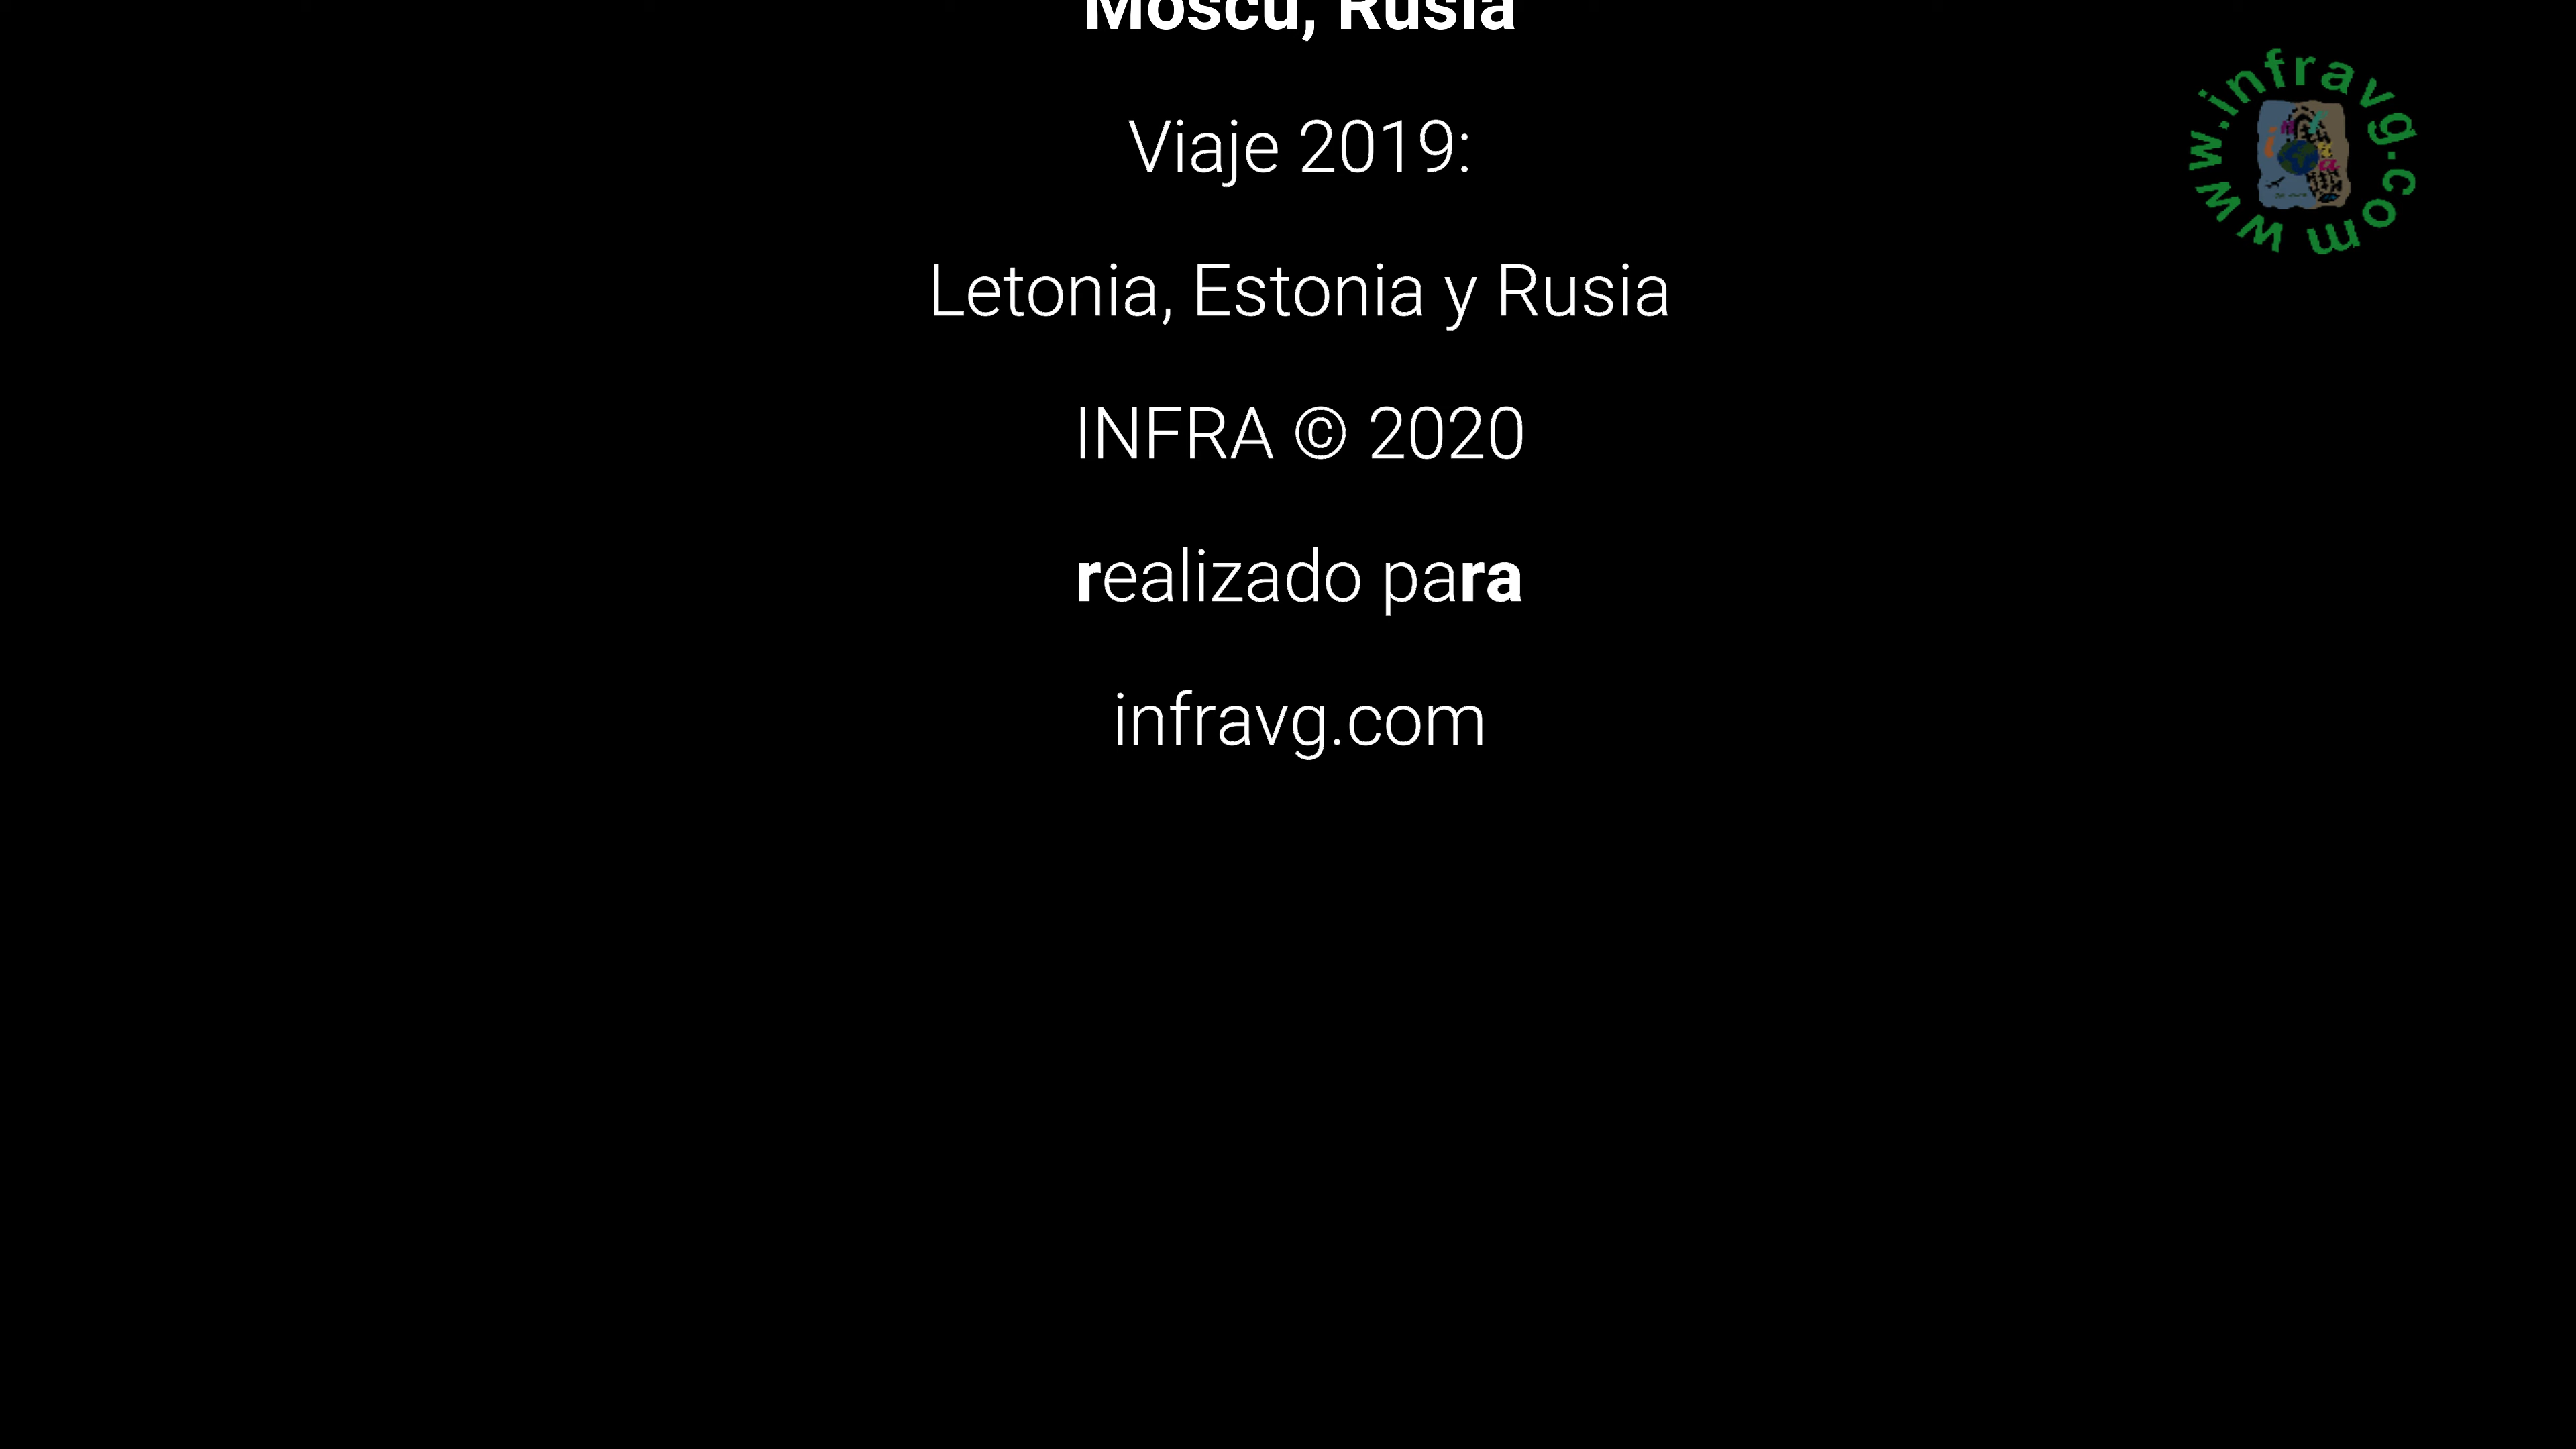 Moscú, Rusia
Viaje 2019:
Letonia, Estonia y Rusia
INFRA © 2020
realizado para
infravg.com
www.infravg.com